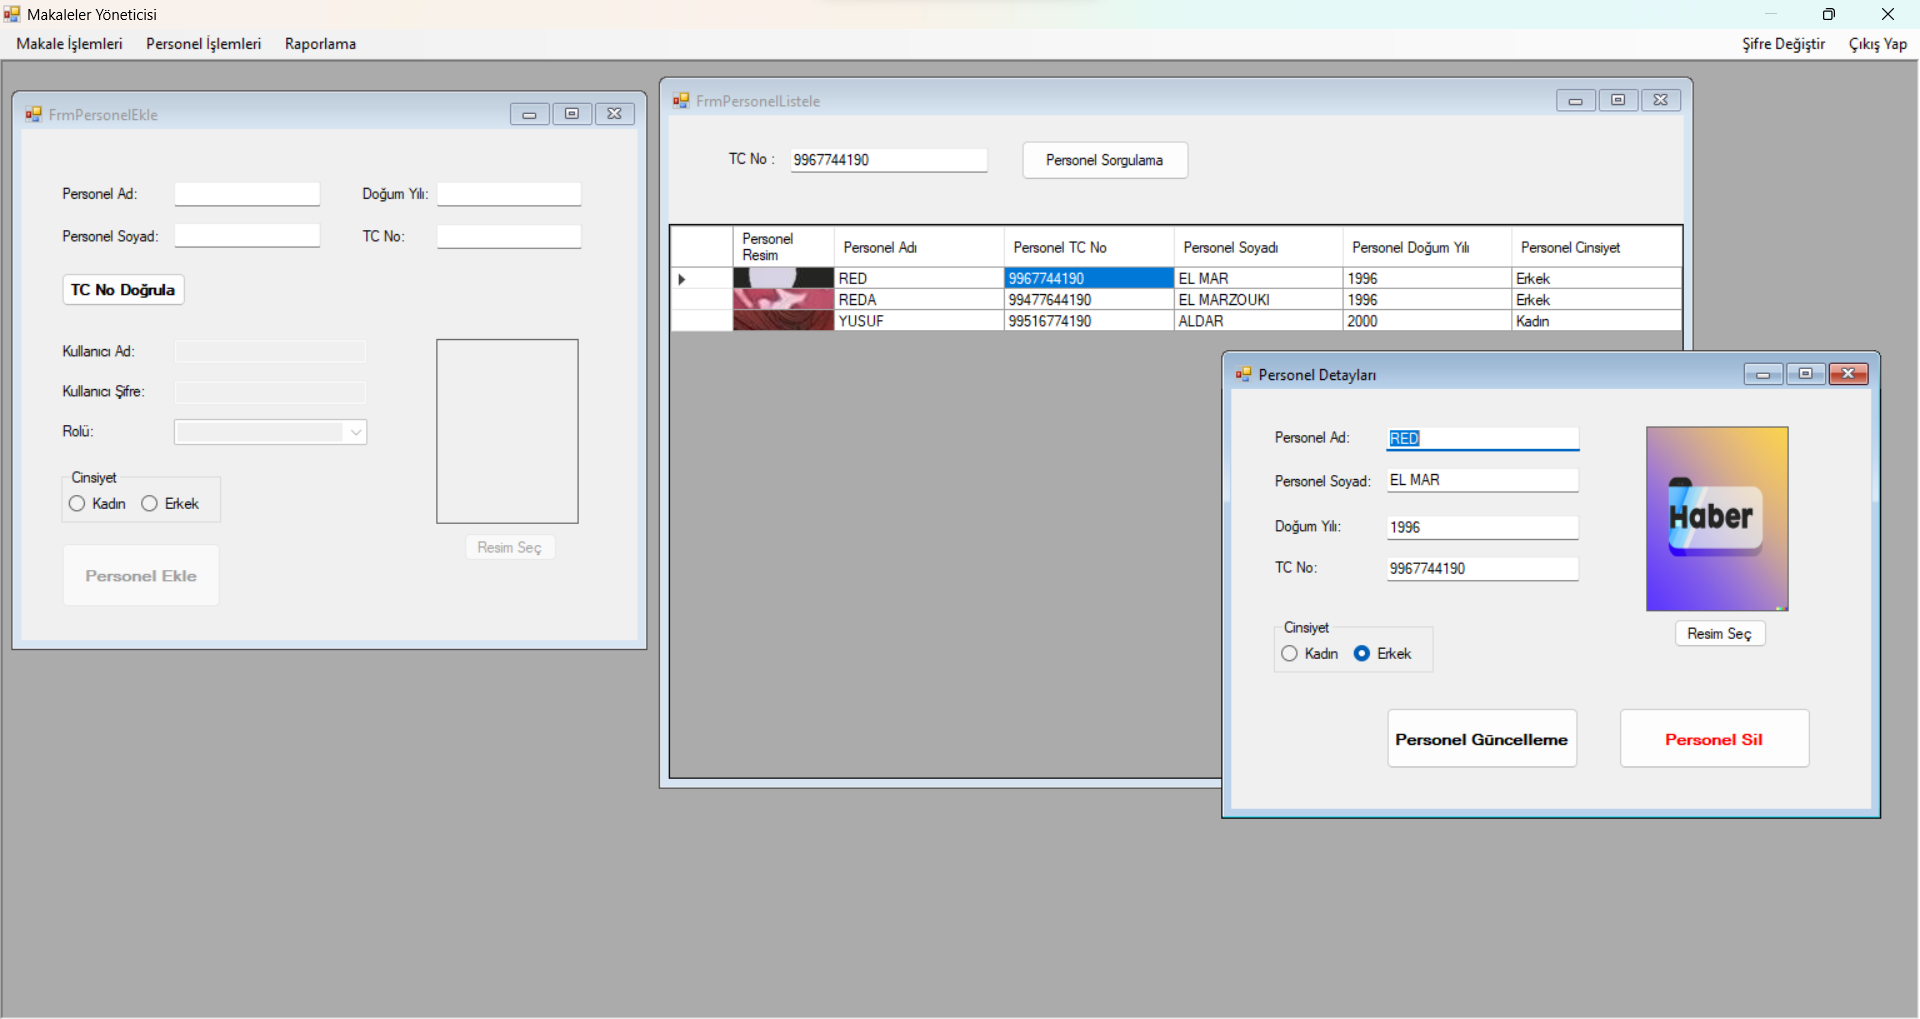 Makaleler Yöneticisi
Makale İşlemleri Personel İşlemleri Raporlama Şifre Değiştir Çıkış Yap
FrmPersonelEkle
Personel Ad: Doğum Yılı:
Personel Soyad: TC No:
TC No Doğrula
Kullanıcı Ad:
Kullanıcı Şifre:
Rolü:
Cinsiyet
Kadın Erkek
Resim Seç
Personel Ekle
FrmPersonelListele
TC No : 9967744190 Personel Sorgulama
Personel Resim Personel Adı Personel TC No Personel Soyadı Personel Doğum Yılı Personel Cinsiyet
RED 9967744190 EL MAR 1996 Erkek
REDA 99477644190 EL MARZOUKI 1996 Erkek
YUSUF 99516774190 ALDAR 2000 Kadın
Personel Detayları
Personel Ad: RED
Personel Soyad: EL MAR
Doğum Yılı: 1996
TC No: 9967744190
Haber
Resim Seç
Cinsiyet
Kadın Erkek
Personel Güncelleme Personel Sil